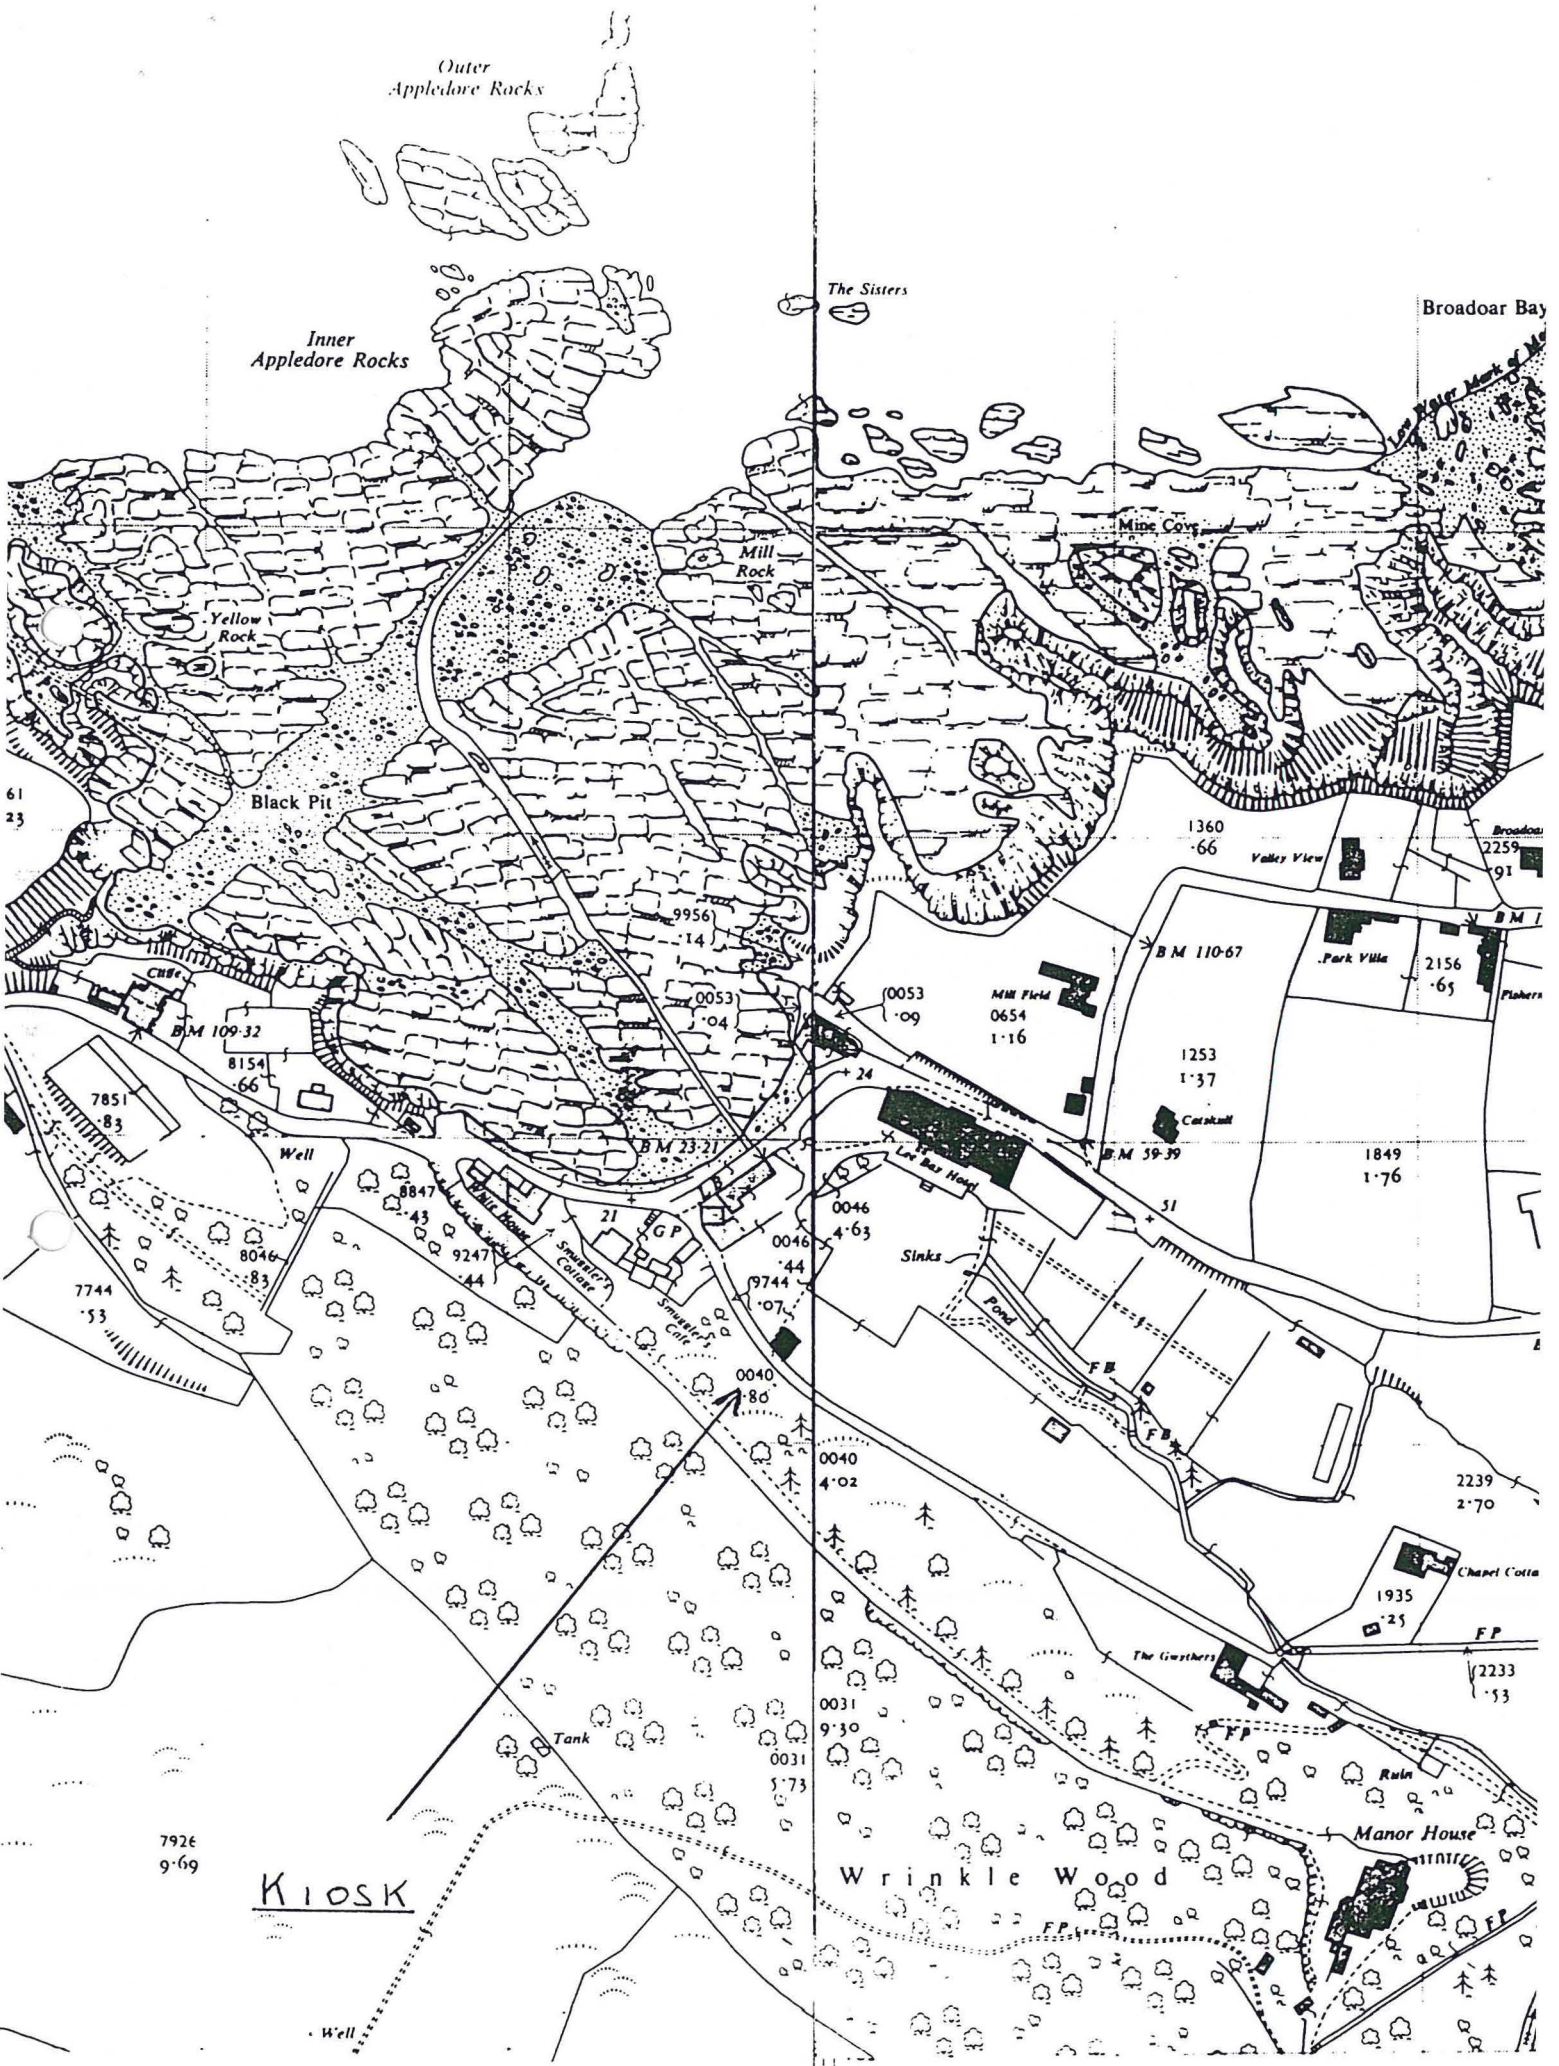 Outer
Appledore Rocks
The Sisters
Broadoar Bay
Inner
Appledore Rocks
Low Water Mark of
Mine Cove
Mill
Rock
Yellow
Rock
61
23
Black Pit
1360
.66
Valley View
2259
.91
9956
.14
B M 110.67
Park Villa
2156
.65
Cliffe
0053
.04
0053
.09
Mill Field
0654
1.16
B M 109.32
8154
.66
24
1253
1.37
7851
.83
Catskull
Well
B M 23.21
Lee Bay Hotel
B M 59.39
1849
1.76
8847
.43
White House
L B
21
G P
0046
4.63
51
0046
.44
Sinks
8046
.83
9247
.44
Smuggler's
Cottage
9744
.07
7744
.53
Smuggler's
Cafe
Pond
F B
0040
.80
F B
0040
4.02
2239
2.70
Chapel Cotta
1935
.25
F P
The Gwythers
2233
.53
0031
9.30
F P
Tank
0031
5.73
Ruin
Manor House
7926
9.69
Wrinkle Wood
KIOSK
F P
F P
Well